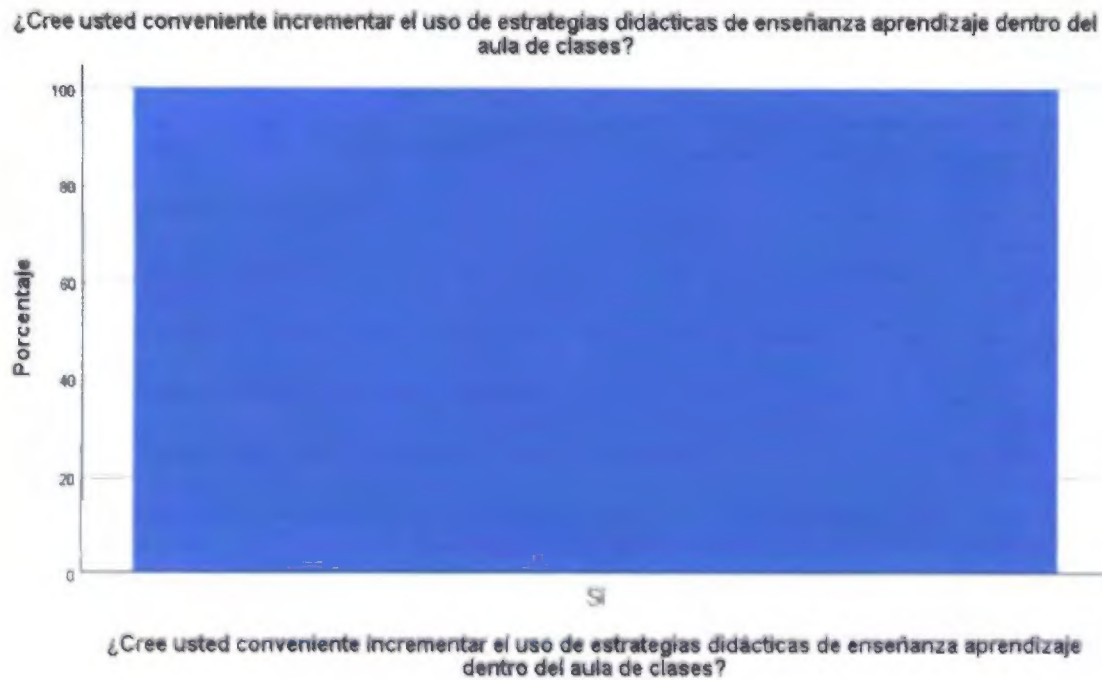 ¿Cree usted conveniente incrementar el uso de estrategias didácticas de enseñanza aprendizaje dentro del
aula de clases?
100
80
60
40
20
0
Porcentaje
SI
¿Cree usted conveniente incrementar el uso de estrategias didácticas de enseñanza aprendizaje
dentro del aula de clases?